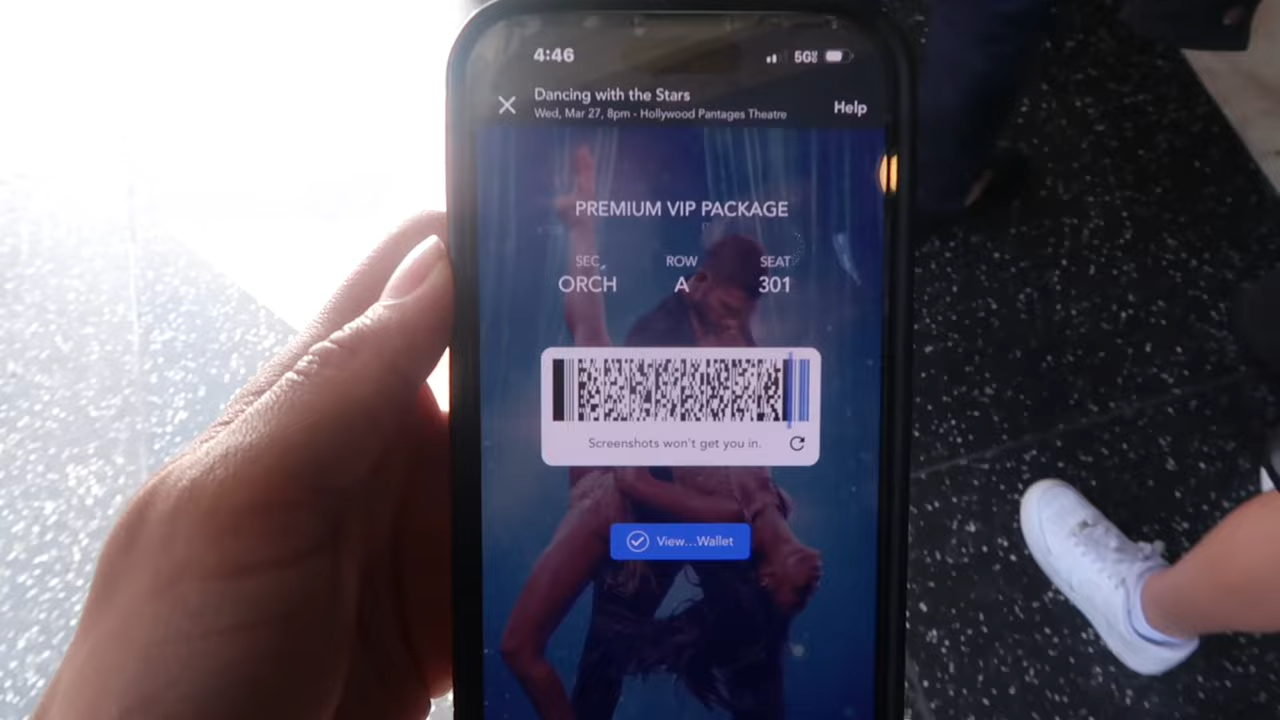 4:46
5G
Dancing with the Stars
Wed, Mar 27, 8pm - Hollywood Pantages Theatre
Help
PREMIUM VIP PACKAGE
SEC
ROW
SEAT
ORCH
A
301
Screenshots won't get you in.
View...Wallet